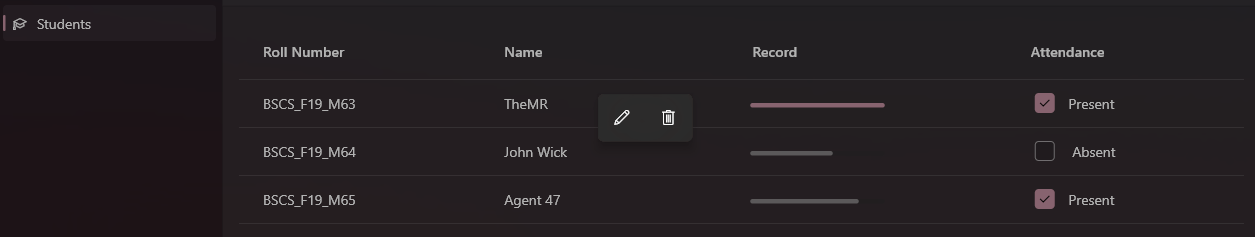 Students
Roll Number Name Record Attendance
BSCS_F19_M63 TheMR Present
BSCS_F19_M64 John Wick Absent
BSCS_F19_M65 Agent 47 Present